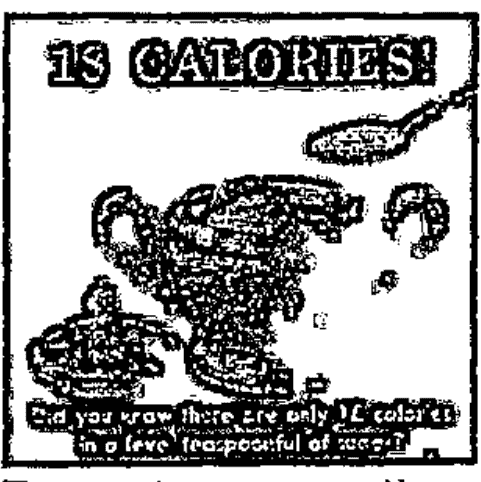 18 CALORIES!
Did you know there are only 18 calories
in a level teaspoonful of sugar?